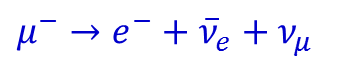 μ⁻ → e⁻ + ν̄ₑ + ν_μ